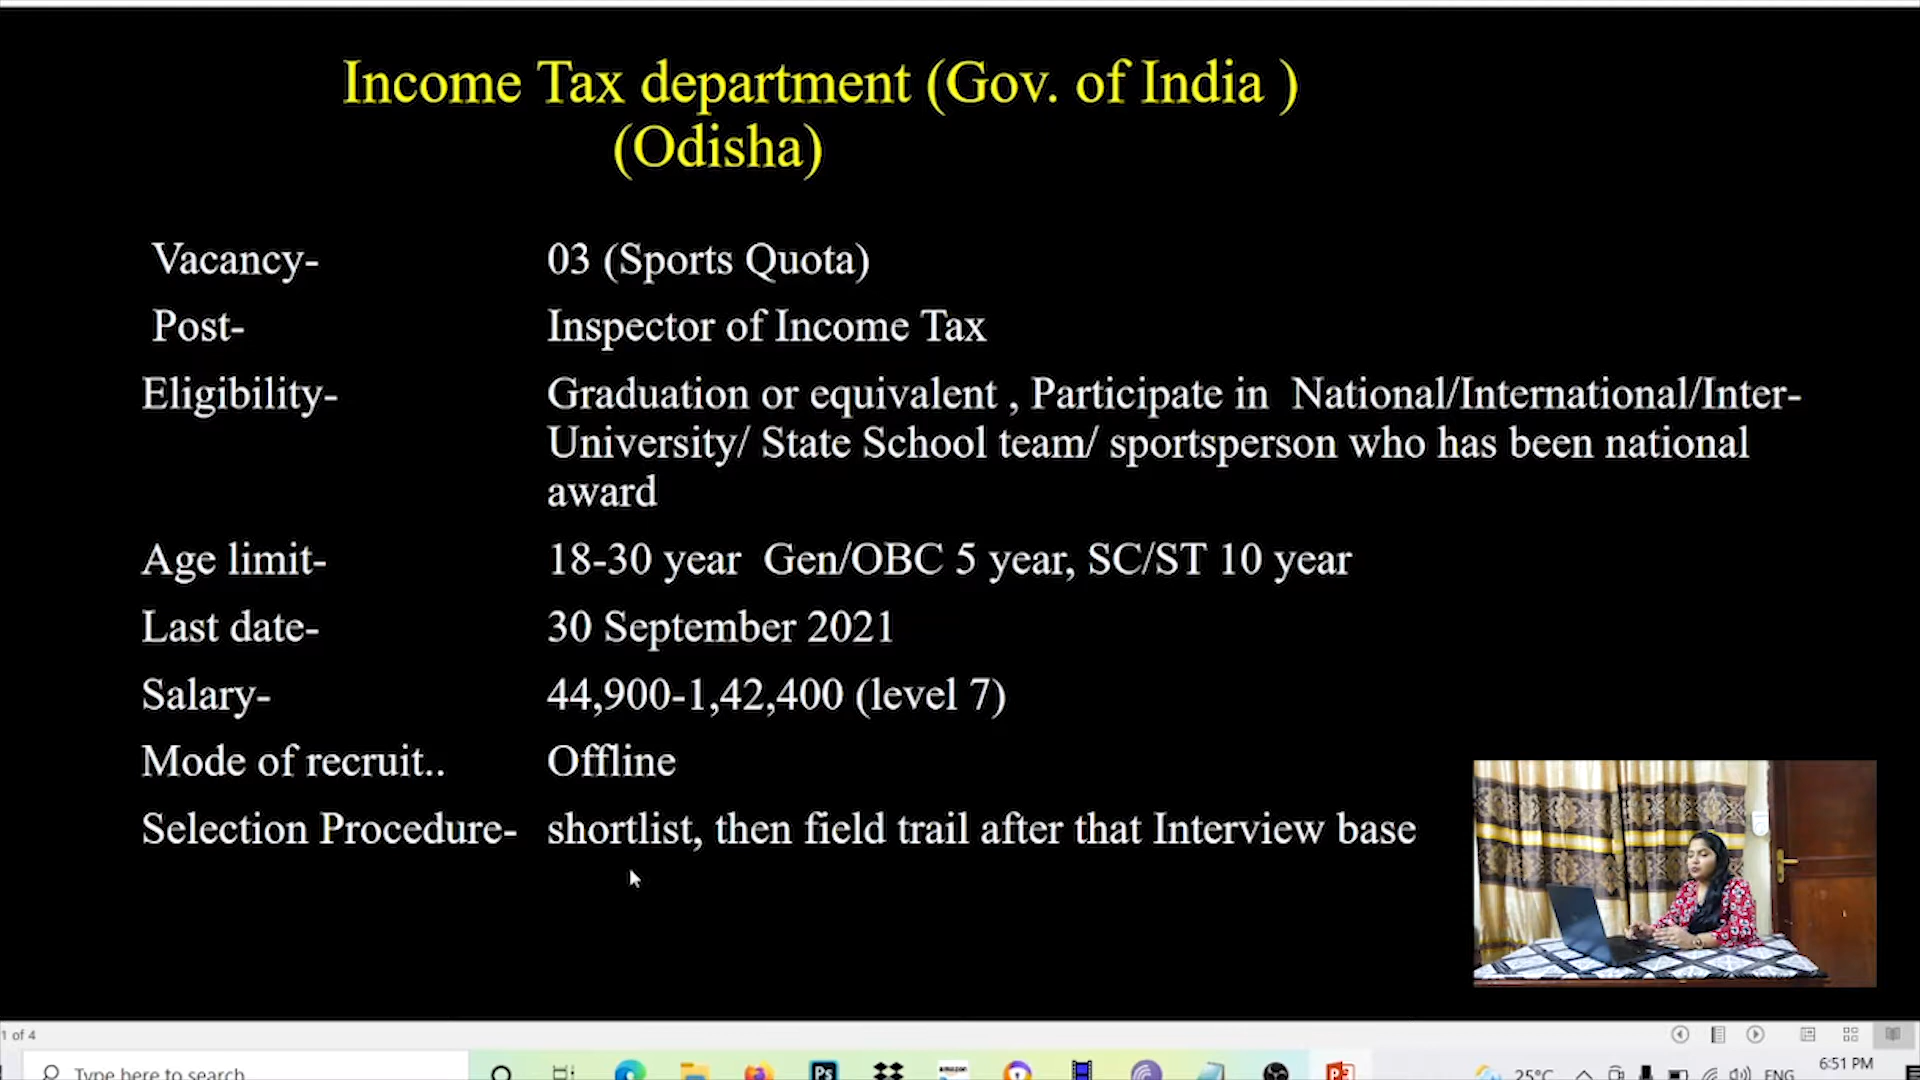 Income Tax department (Gov. of India )
(Odisha)
Vacancy- 03 (Sports Quota)
Post- Inspector of Income Tax
Eligibility- Graduation or equivalent , Participate in National/International/Inter-
University/ State School team/ sportsperson who has been national
award
Age limit- 18-30 year Gen/OBC 5 year, SC/ST 10 year
Last date- 30 September 2021
Salary- 44,900-1,42,400 (level 7)
Mode of recruit.. Offline
Selection Procedure- shortlist, then field trail after that Interview base
1 of 4
Type here to search
Ps
amazon
25°C
ENG
6:51 PM